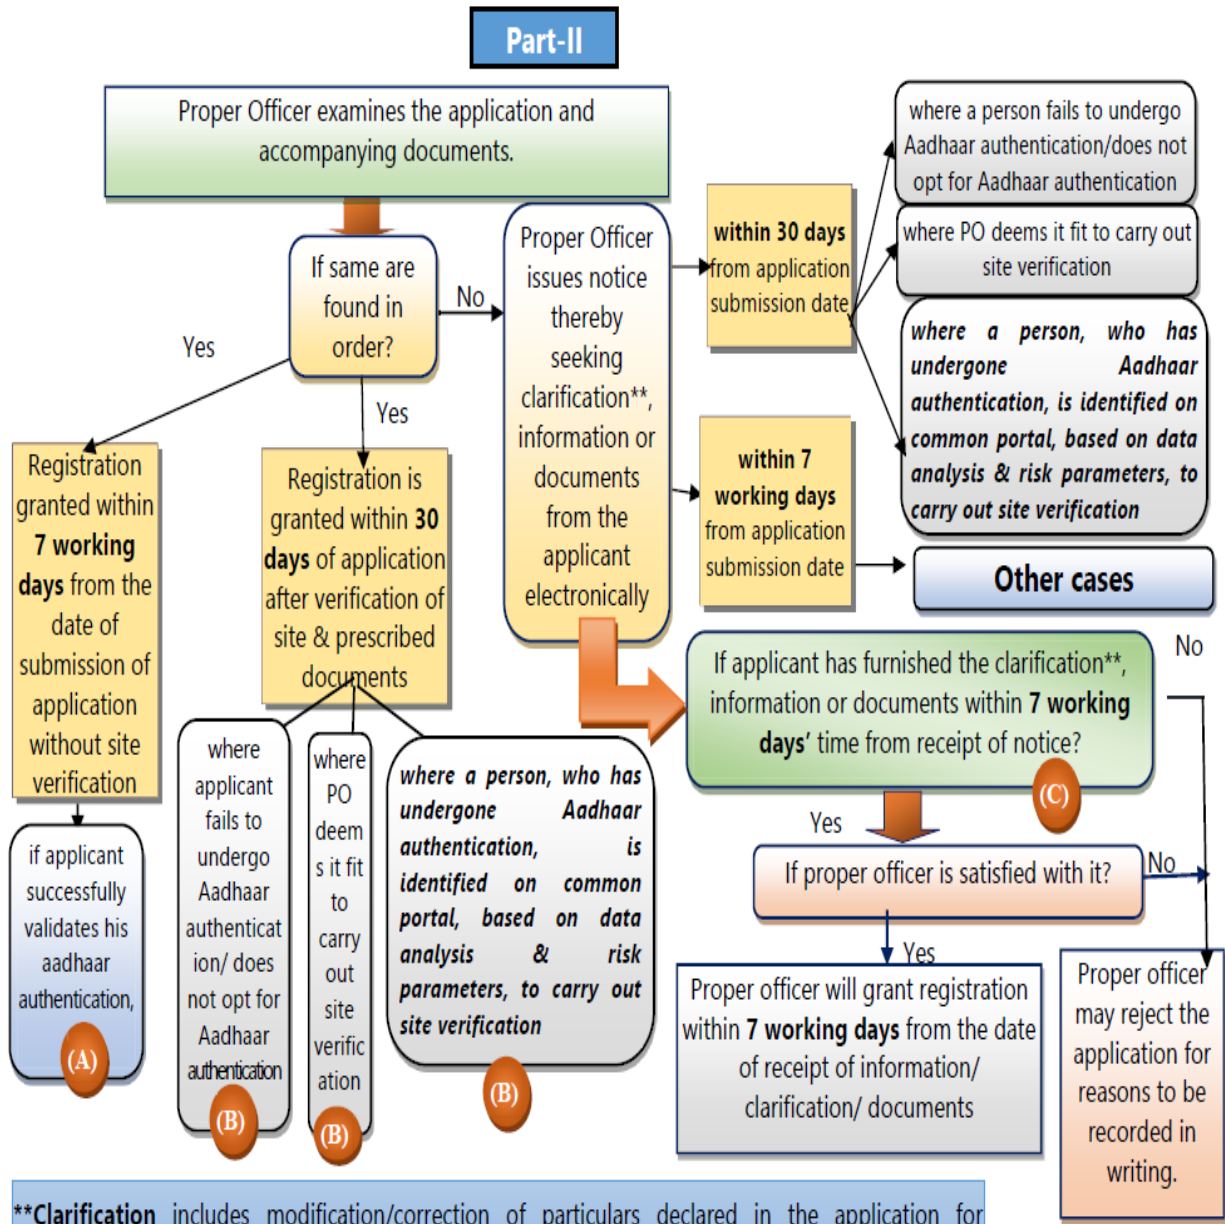 Part-II
Proper Officer examines the application and
accompanying documents.
If same are
found in
order?
No
Yes
Yes
Proper Officer
issues notice
thereby
seeking
clarification**,
information or
documents
from the
applicant
electronically
within 30 days
from application
submission date
where a person fails to undergo
Aadhaar authentication/does not
opt for Aadhaar authentication
where PO deems it fit to carry out
site verification
where a person, who has
undergone Aadhaar
authentication, is identified on
common portal, based on data
analysis & risk parameters, to
carry out site verification
within 7
working days
from application
submission date
Other cases
Registration
granted within
7 working
days from the
date of
submission of
application
without site
verification
if applicant
successfully
validates his
aadhaar
authentication,
(A)
Registration is
granted within 30
days of application
after verification of
site & prescribed
documents
where
applicant
fails to
undergo
Aadhaar
authenticat
ion/ does
not opt for
Aadhaar
authentication
(B)
where
PO
deem
s it fit
to
carry
out
site
verific
ation
(B)
where a person, who has
undergone Aadhaar
authentication, is
identified on common
portal, based on data
analysis & risk
parameters, to carry out
site verification
(B)
If applicant has furnished the clarification**,
information or documents within 7 working
days' time from receipt of notice?
(C)
No
Yes
If proper officer is satisfied with it?
No
Yes
Proper officer will grant registration
within 7 working days from the date
of receipt of information/
clarification/ documents
Proper officer
may reject the
application for
reasons to be
recorded in
writing.
**Clarification includes modification/correction of particulars declared in the application for